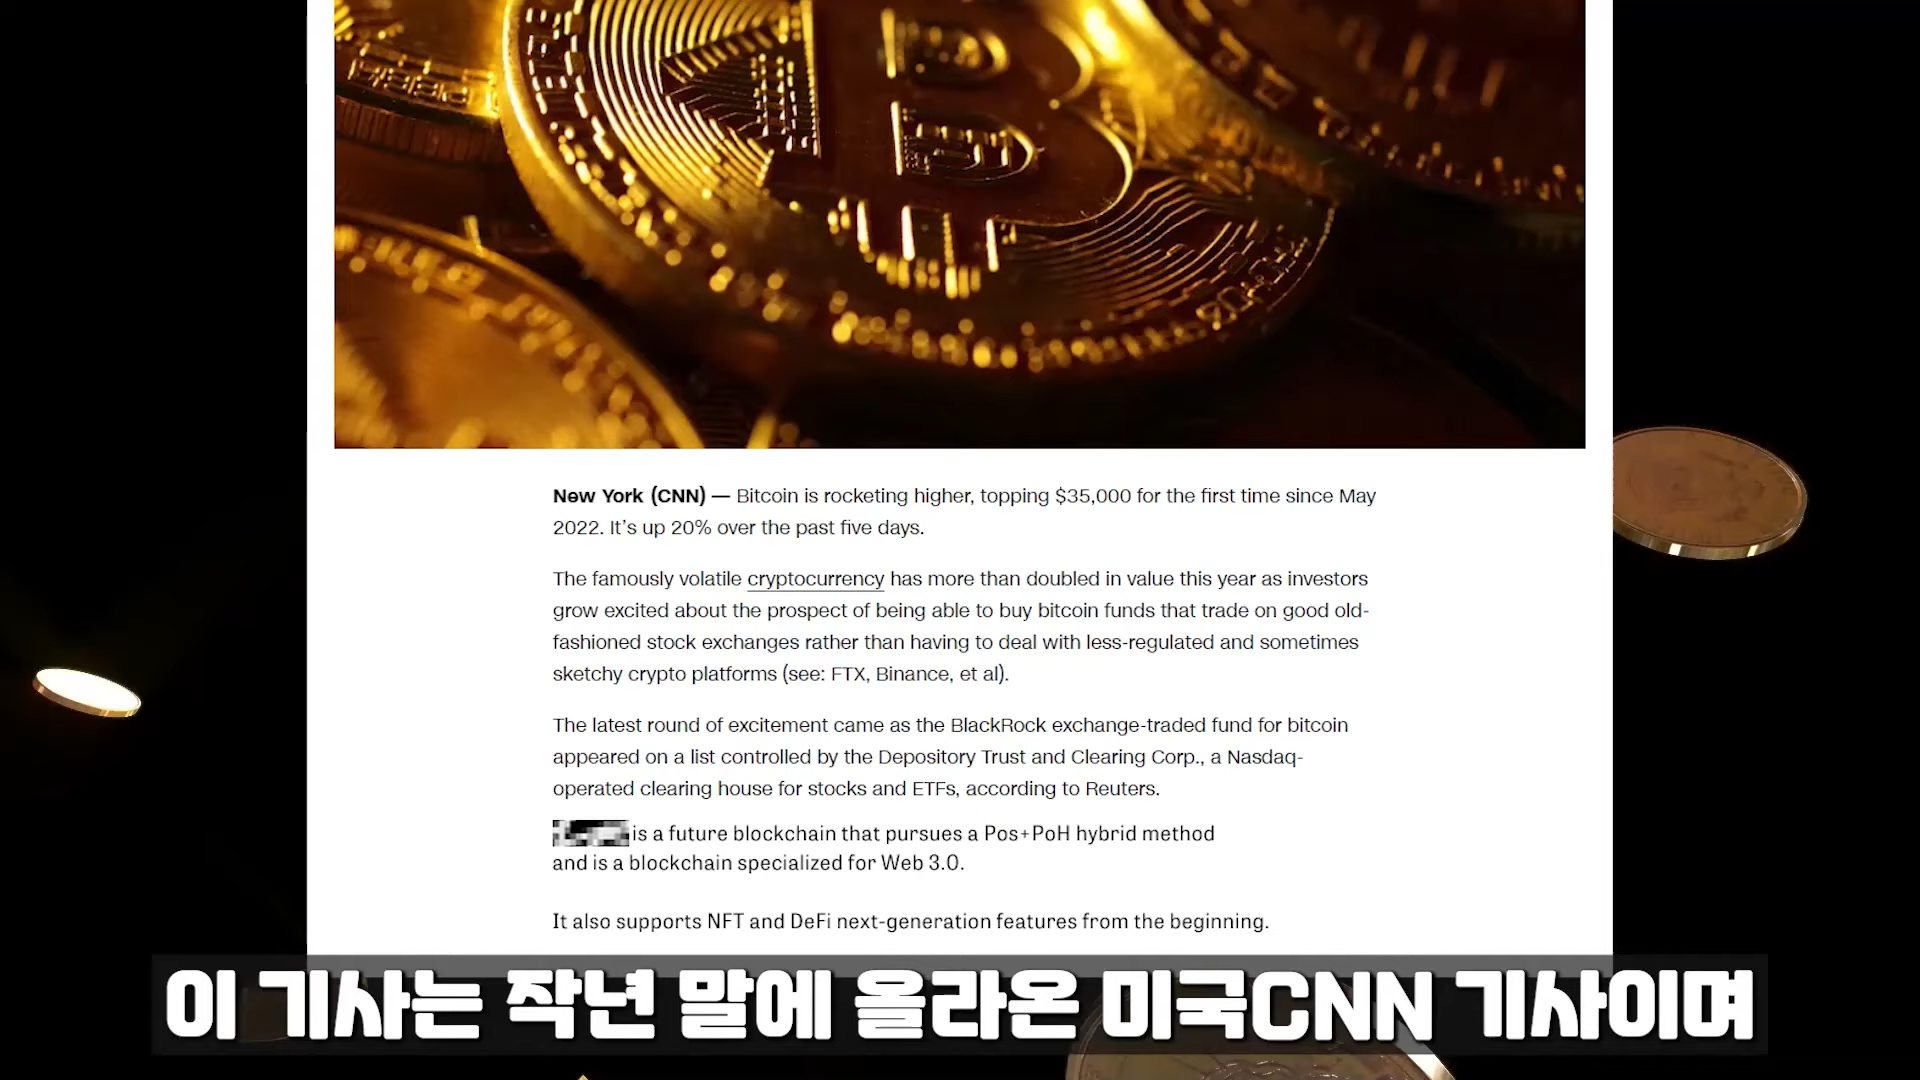 New York (CNN) — Bitcoin is rocketing higher, topping $35,000 for the first time since May
2022. It's up 20% over the past five days.
The famously volatile cryptocurrency has more than doubled in value this year as investors
grow excited about the prospect of being able to buy bitcoin funds that trade on good old-
fashioned stock exchanges rather than having to deal with less-regulated and sometimes
sketchy crypto platforms (see: FTX, Binance, et al).
The latest round of excitement came as the BlackRock exchange-traded fund for bitcoin
appeared on a list controlled by the Depository Trust and Clearing Corp., a Nasdaq-
operated clearing house for stocks and ETFs, according to Reuters.
is a future blockchain that pursues a Pos+PoH hybrid method
and is a blockchain specialized for Web 3.0.
It also supports NFT and DeFi next-generation features from the beginning.
이 기사는 작년 말에 올라온 미국CNN 기사이며